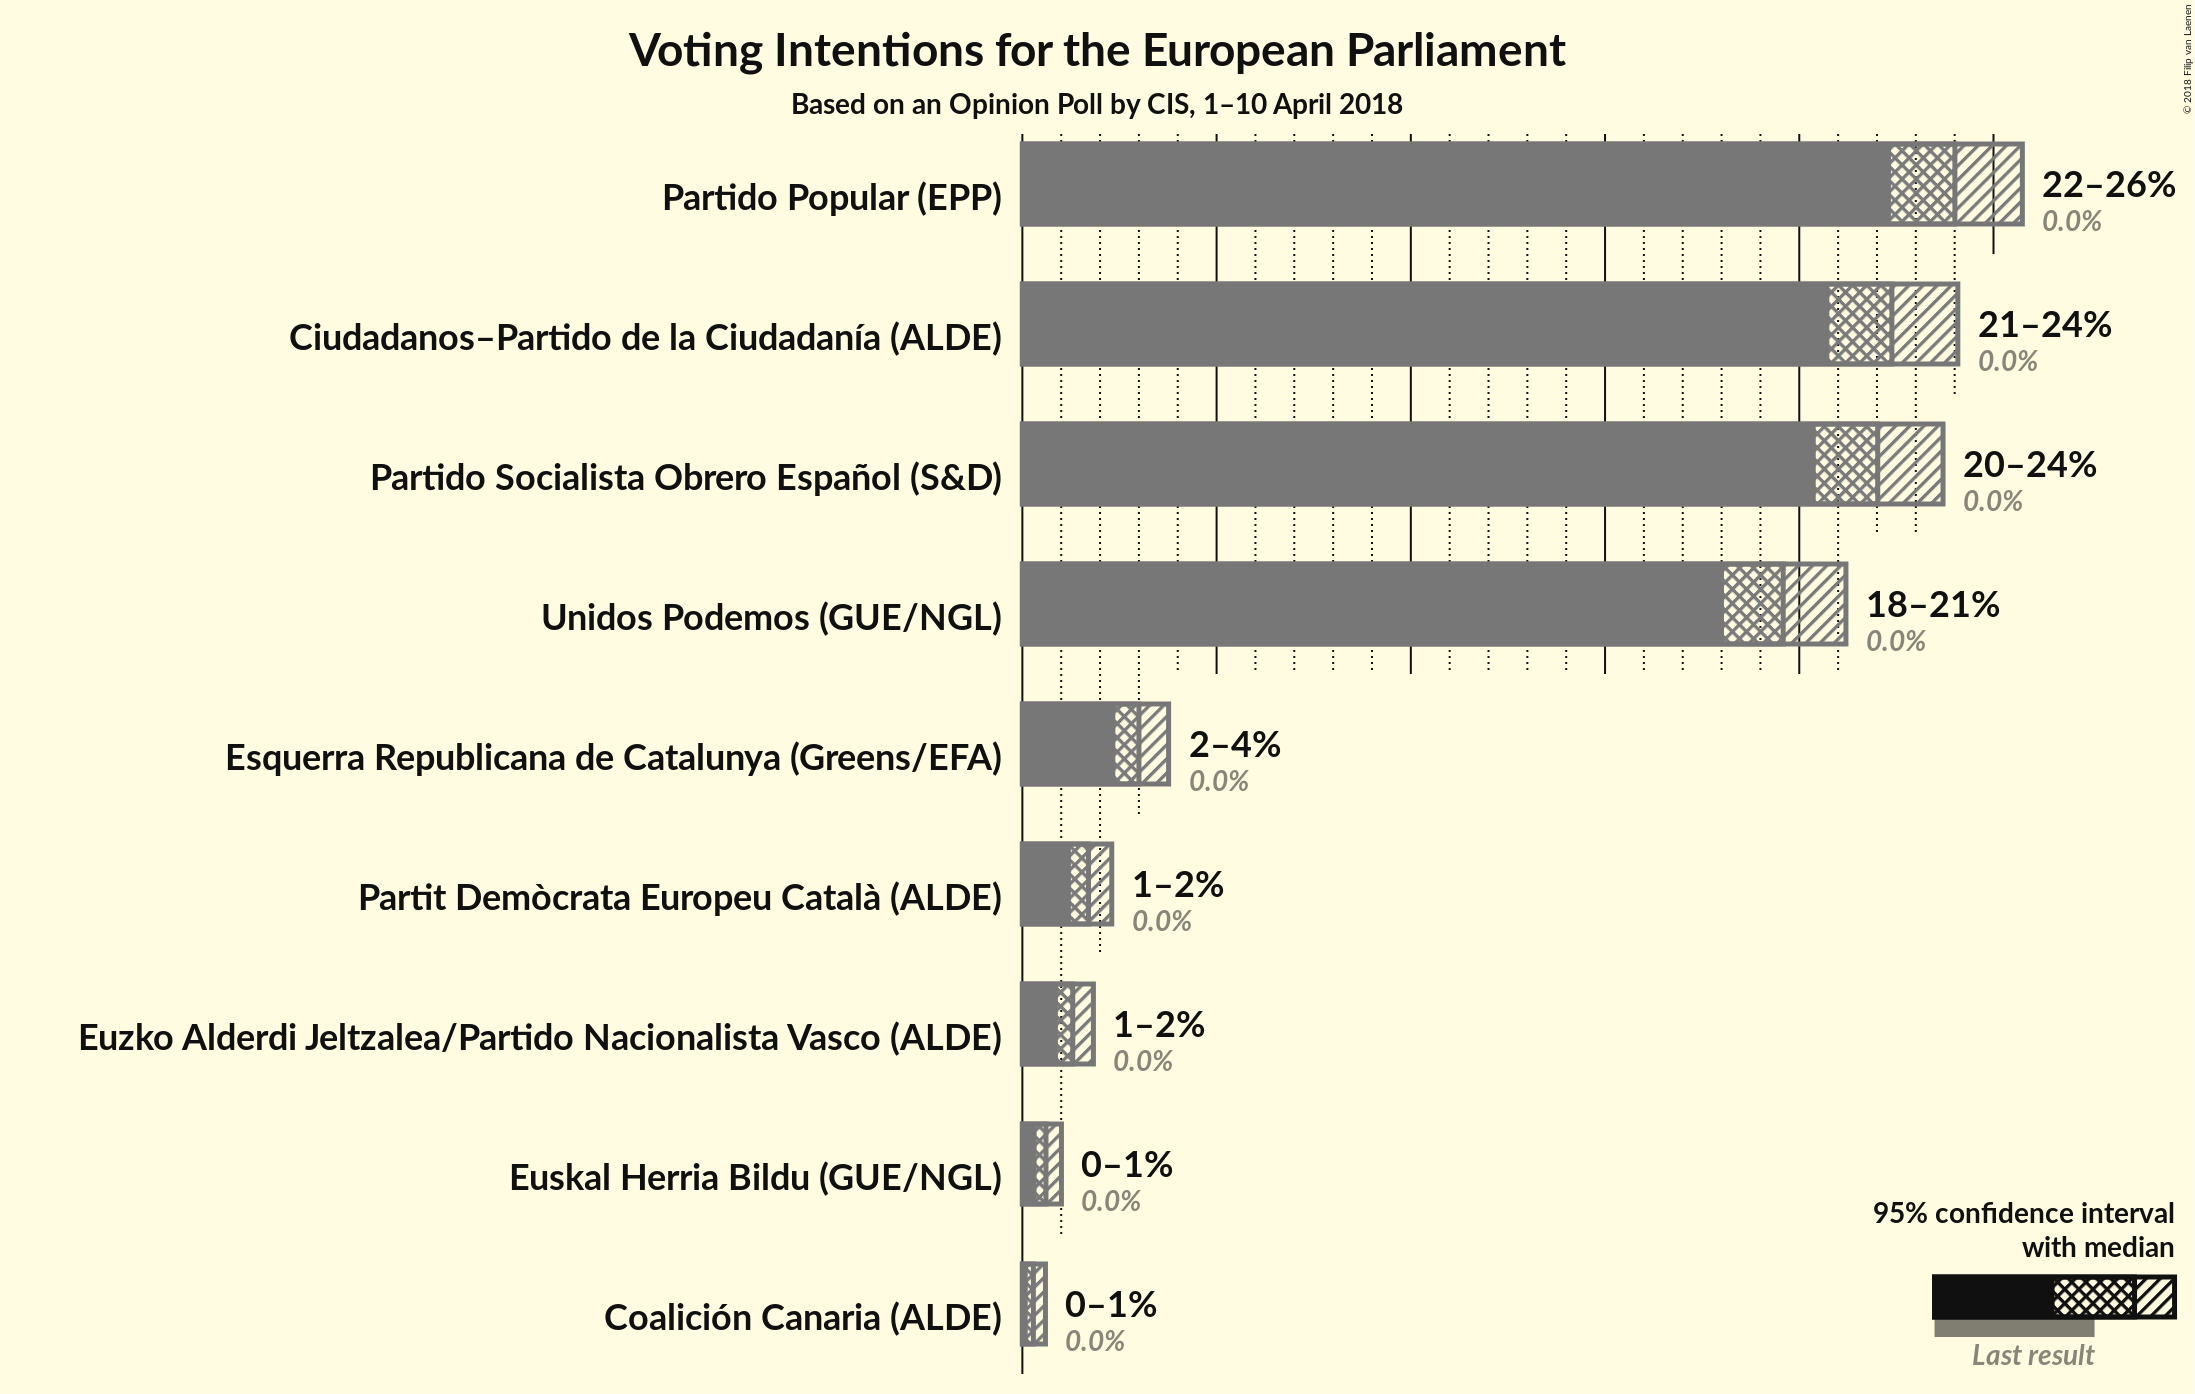 Voting Intentions for the European Parliament
Based on an Opinion Poll by CIS, 1–10 April 2018
© 2018 Filip van Laenen
Partido Popular (EPP)
22–26%
0.0%
Ciudadanos–Partido de la Ciudadanía (ALDE)
21–24%
0.0%
Partido Socialista Obrero Español (S&D)
20–24%
0.0%
Unidos Podemos (GUE/NGL)
18–21%
0.0%
Esquerra Republicana de Catalunya (Greens/EFA)
2–4%
0.0%
Partit Demòcrata Europeu Català (ALDE)
1–2%
0.0%
Euzko Alderdi Jeltzalea/Partido Nacionalista Vasco (ALDE)
1–2%
0.0%
Euskal Herria Bildu (GUE/NGL)
0–1%
0.0%
Coalición Canaria (ALDE)
0–1%
0.0%
95% confidence interval
with median
Last result